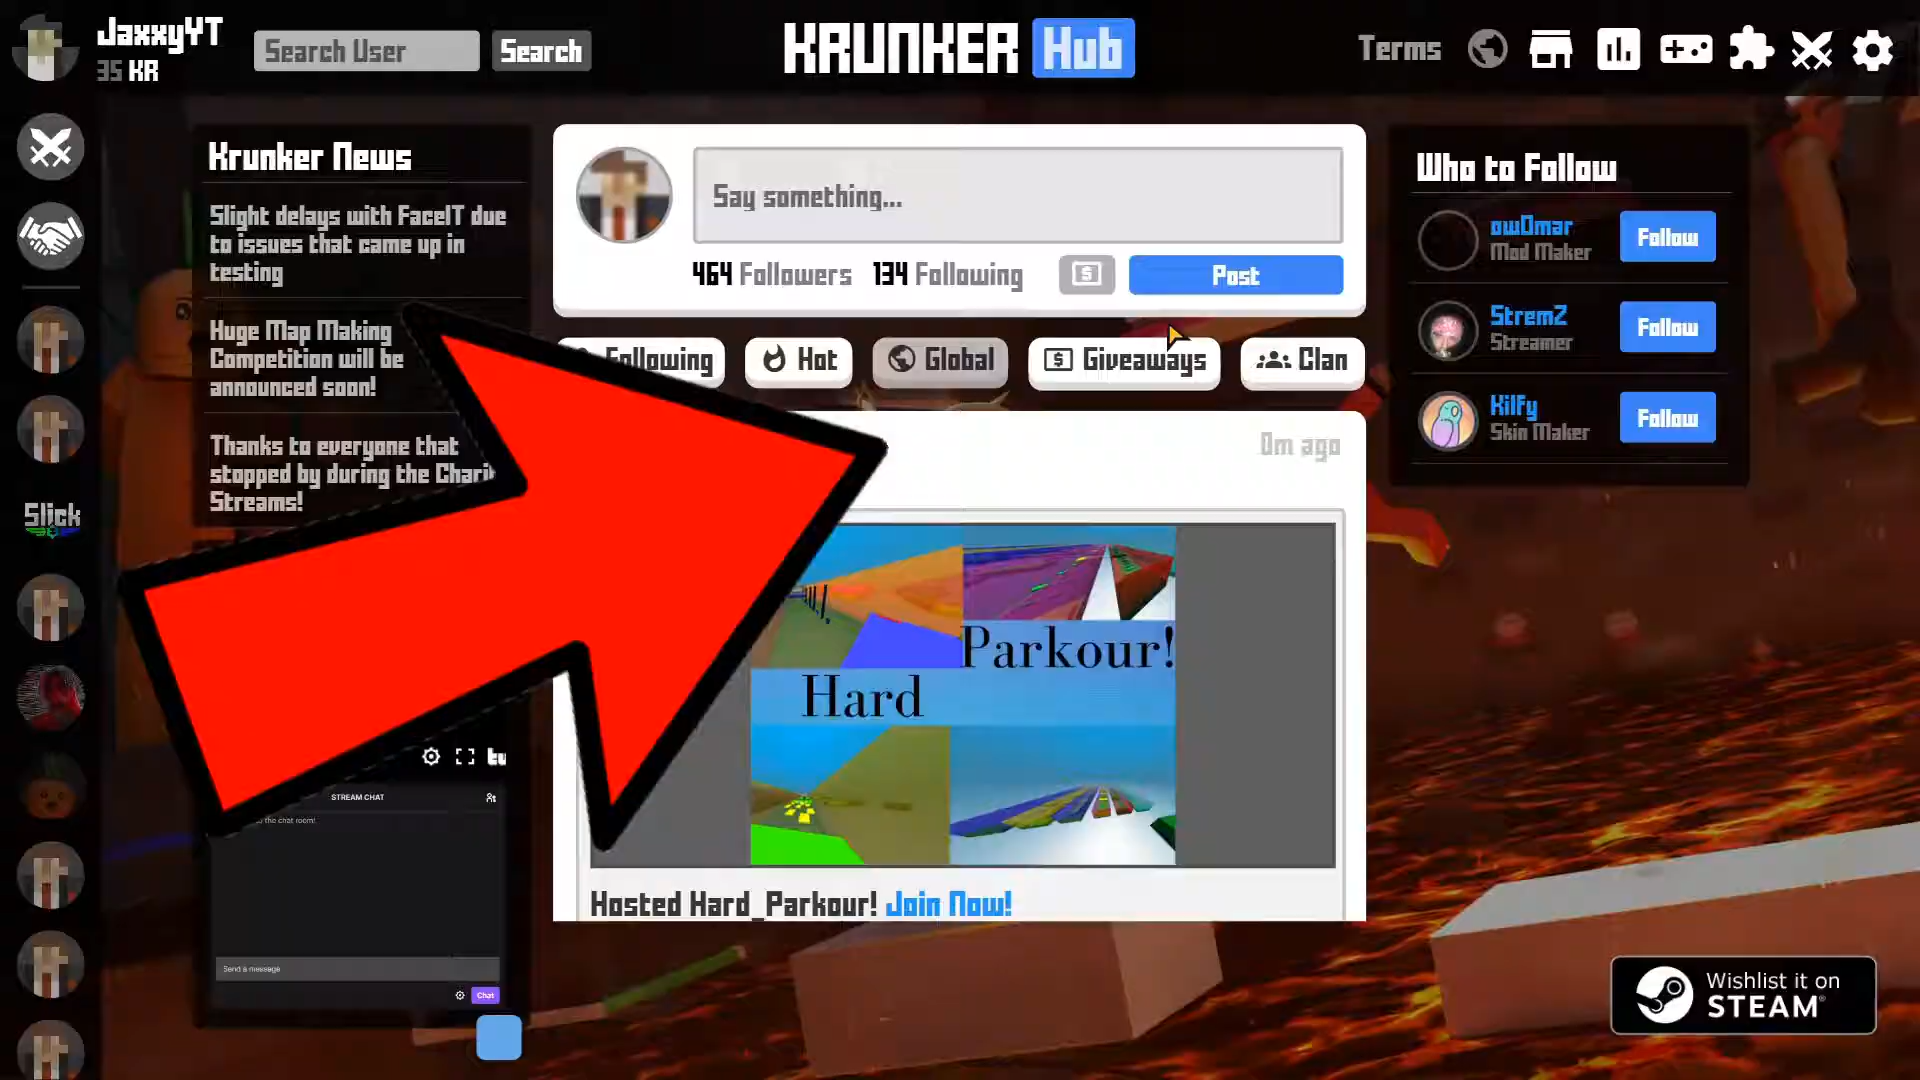 JaxxyYT
35 KR
Search User
Search
KRUNKER Hub
Terms
Krunker News
Slight delays with FaceIT due
to issues that came up in
testing
Huge Map Making
Competition will be
announced soon!
Thanks to everyone that
stopped by during the
Streams!
Slick
Say something...
464 Followers 134 Following
Post
Following
Hot
Global
Giveaways
Clan
0m ago
Parkour!
Hard
Hosted Hard_Parkour! Join Now!
Who to Follow
owOmar
Mod Maker
Follow
StremZ
Streamer
Follow
Kilfy
Skin Maker
Follow
STREAM CHAT
the chat room!
Send a message
Chat
Wishlist it on
STEAM